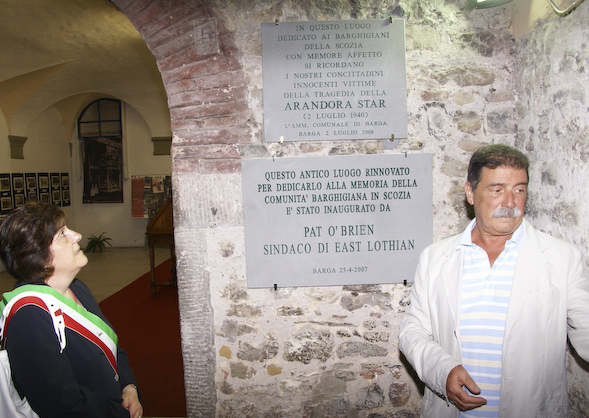 IN QUESTO LUOGO
DEDICATO AI BARGHIGIANI
DELLA SCOZIA
CON MEMORE AFFETTO
SI RICORDANO
I NOSTRI CONCITTADINI
INNOCENTI VITTIME
DELLA TRAGEDIA DELLA
ARANDORA STAR
(2 LUGLIO 1940)
L'AMM. COMUNALE DI BARGA
BARGA 2 LUGLIO 2008
QUESTO ANTICO LUOGO RINNOVATO
PER DEDICARLO ALLA MEMORIA DELLA
COMUNITA' BARGHIGIANA IN SCOZIA
E' STATO INAUGURATO DA
PAT O'BRIEN
SINDACO DI EAST LOTHIAN
BARGA 25-4-2007